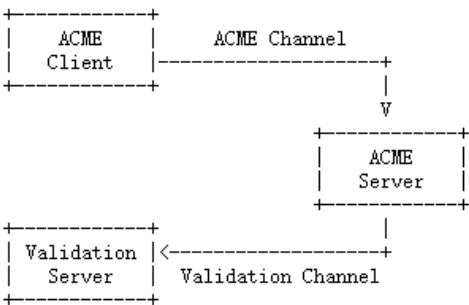 ACME
Client
ACME Channel
ACME
Server
Validation
Server
Validation Channel